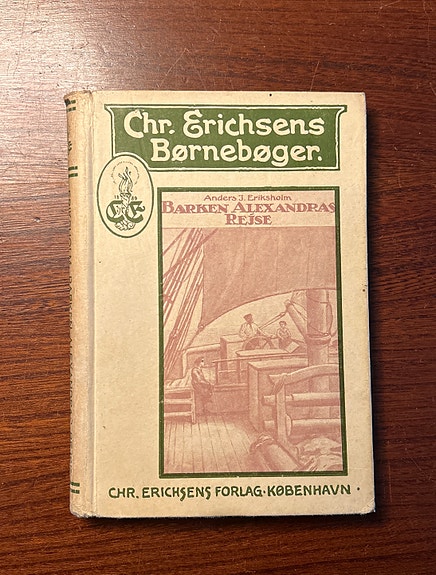 Chr. Erichsens
Børnebøger.
Anders J. Eriksholm
BARKEN ALEXANDRAS
REJSE
CHR. ERICHSENS FORLAG · KØBENHAVN ·